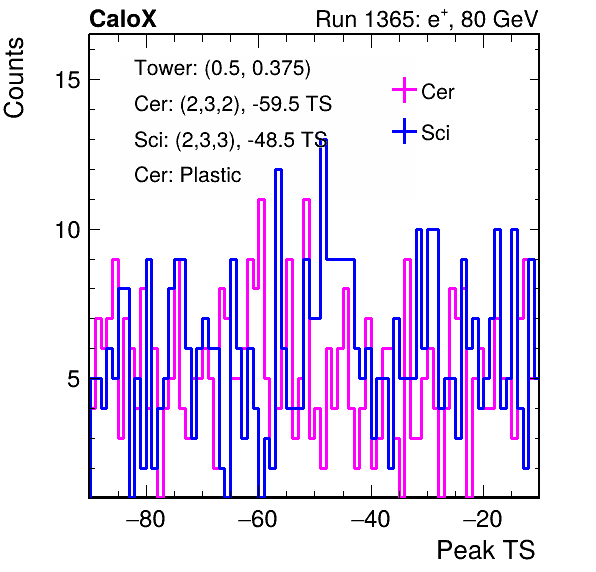 CaloX Run 1365: e⁺, 80 GeV
Counts
Tower: (0.5, 0.375)
Cer: (2,3,2), -59.5 TS
Sci: (2,3,3), -48.5 TS
Cer: Plastic
Cer
Sci
15
10
5
−80 −60 −40 −20
Peak TS